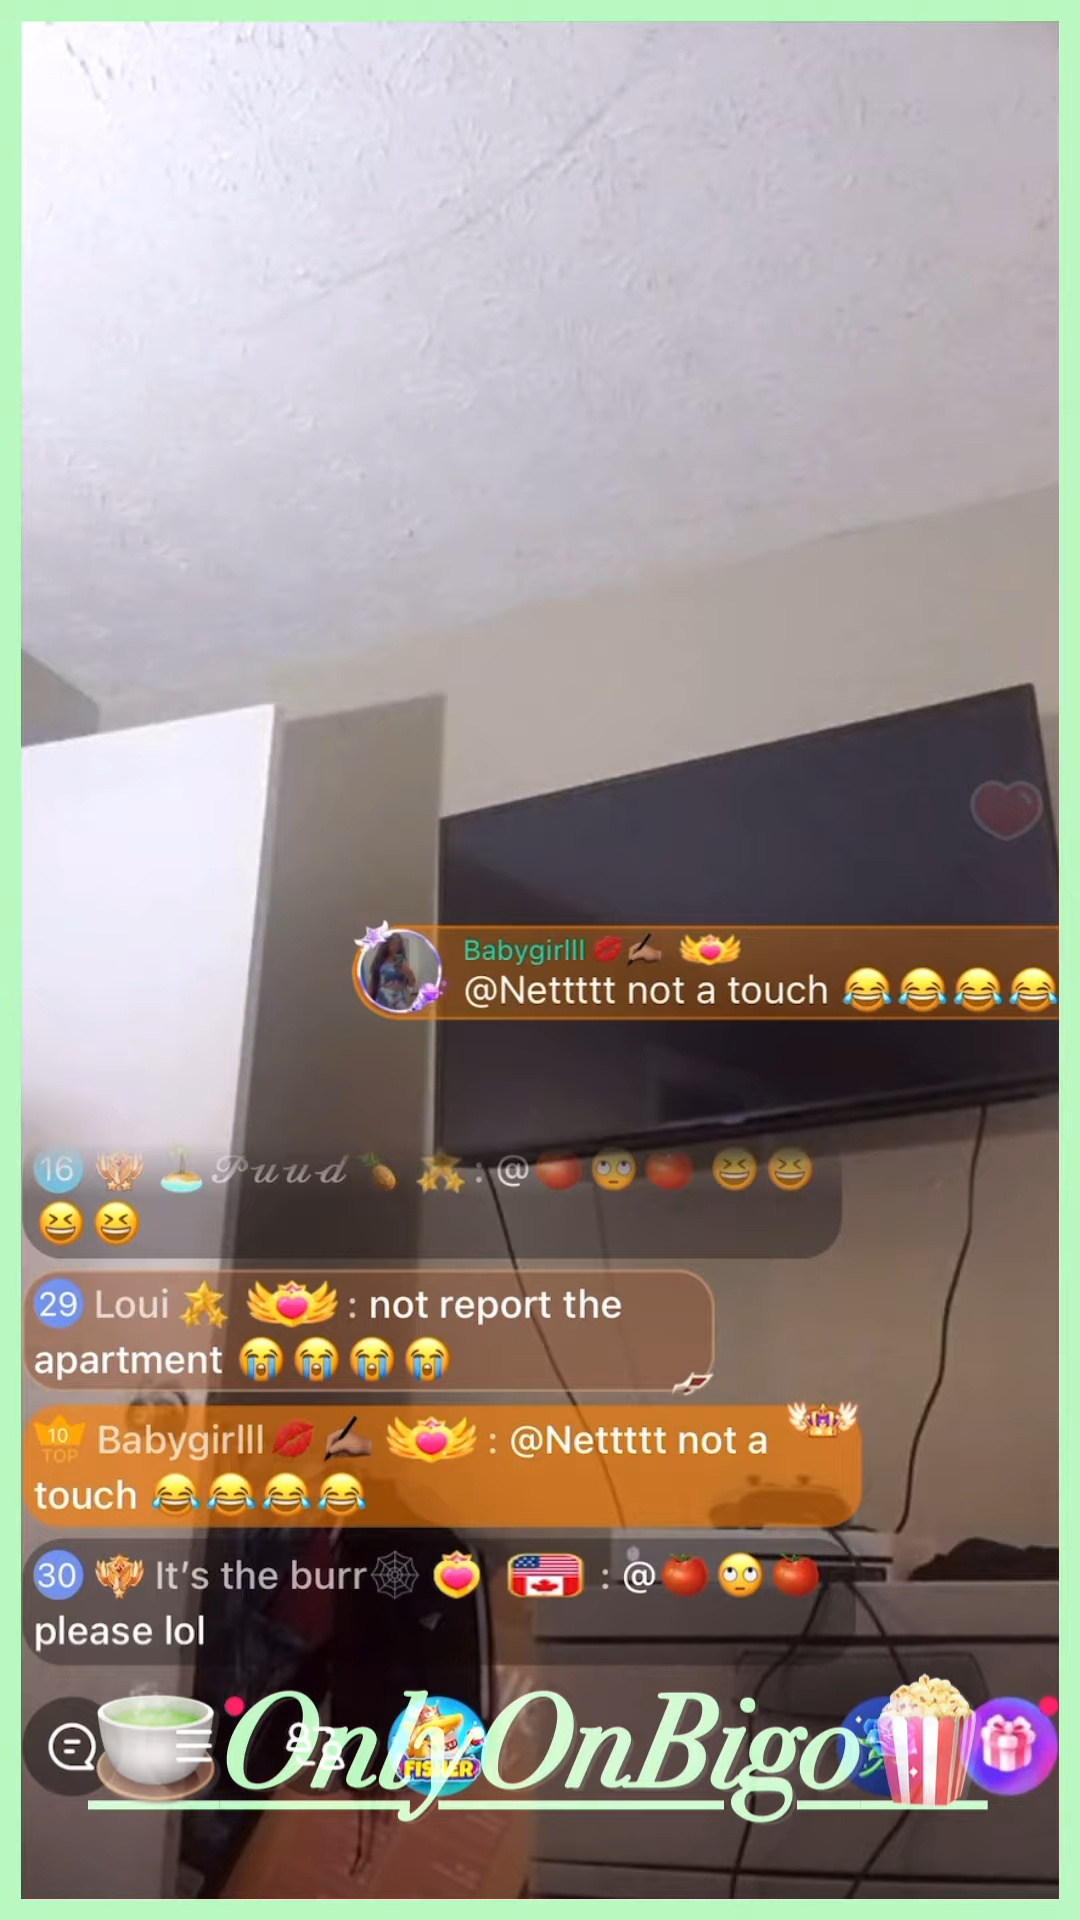 Babygirlll💋✍🏽
@Nettttt not a touch 😂😂😂😂
16 🏝️𝒫𝓊𝓊𝒹🍍 : @🍅🙄🍅 😆😆
😆😆
29 Loui : not report the
apartment 😭😭😭😭
10 TOP Babygirlll💋✍🏽 : @Nettttt not a
touch 😂😂😂😂
30 It’s the burr🕸️ : @🍅🙄🍅
please lol
🍵OnlyOnBigo🍿
FISHER